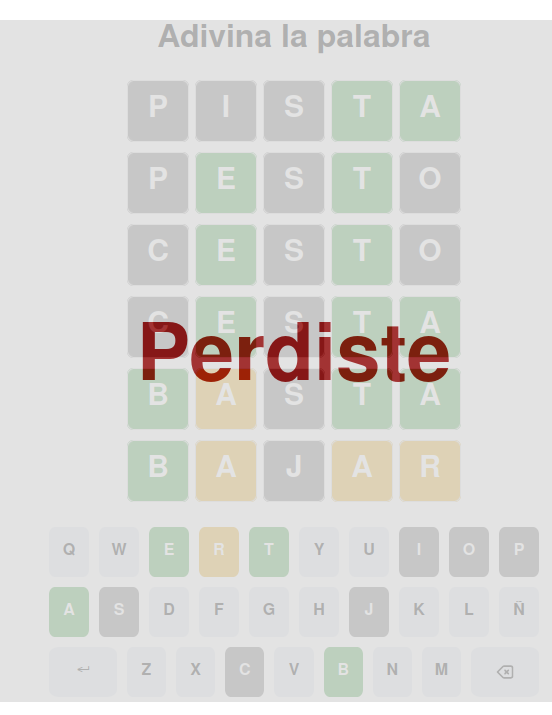 Adivina la palabra
P I S T A
P E S T O
C E S T O
C E S T A
Perdiste
B A S T A
B A J A R
Q W E R T Y U I O P
A S D F G H J K L Ñ
Z X C V B N M